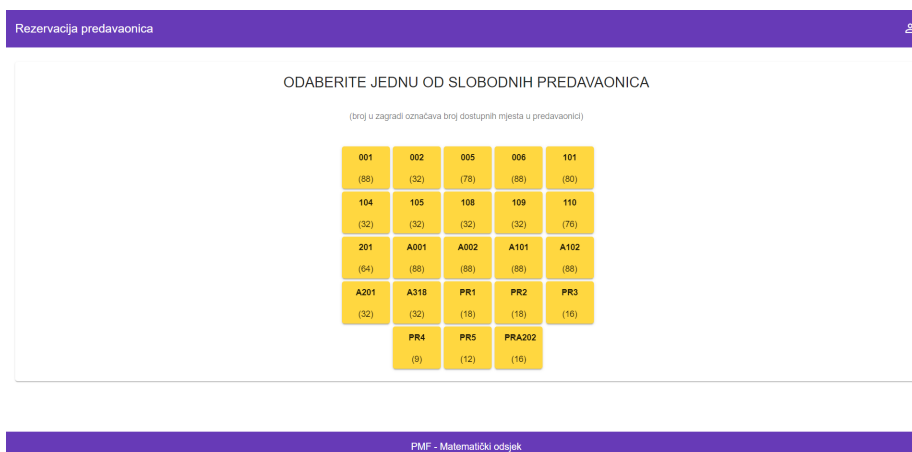 Rezervacija predavaonica
ODABERITE JEDNU OD SLOBODNIH PREDAVAONICA
(broj u zagradi označava broj dostupnih mjesta u predavaonici)
001 002 005 006 101
(88) (32) (78) (88) (80)
104 105 108 109 110
(32) (32) (32) (32) (76)
201 A001 A002 A101 A102
(64) (88) (88) (88) (88)
A201 A318 PR1 PR2 PR3
(32) (32) (18) (18) (16)
PR4 PR5 PRA202
(9) (12) (16)
PMF - Matematički odsjek